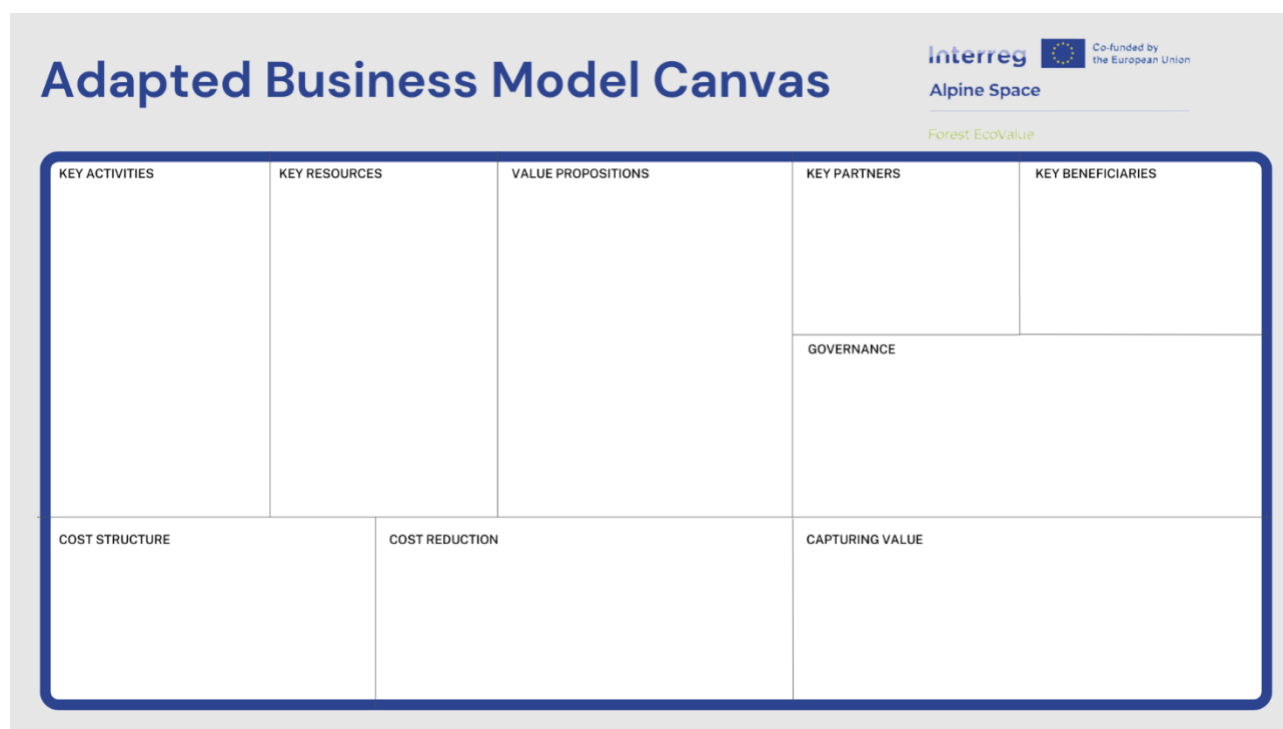 Adapted Business Model Canvas
Interreg
Co-funded by
the European Union
Alpine Space
Forest EcoValue
KEY ACTIVITIES
KEY RESOURCES
VALUE PROPOSITIONS
KEY PARTNERS
KEY BENEFICIARIES
GOVERNANCE
COST STRUCTURE
COST REDUCTION
CAPTURING VALUE